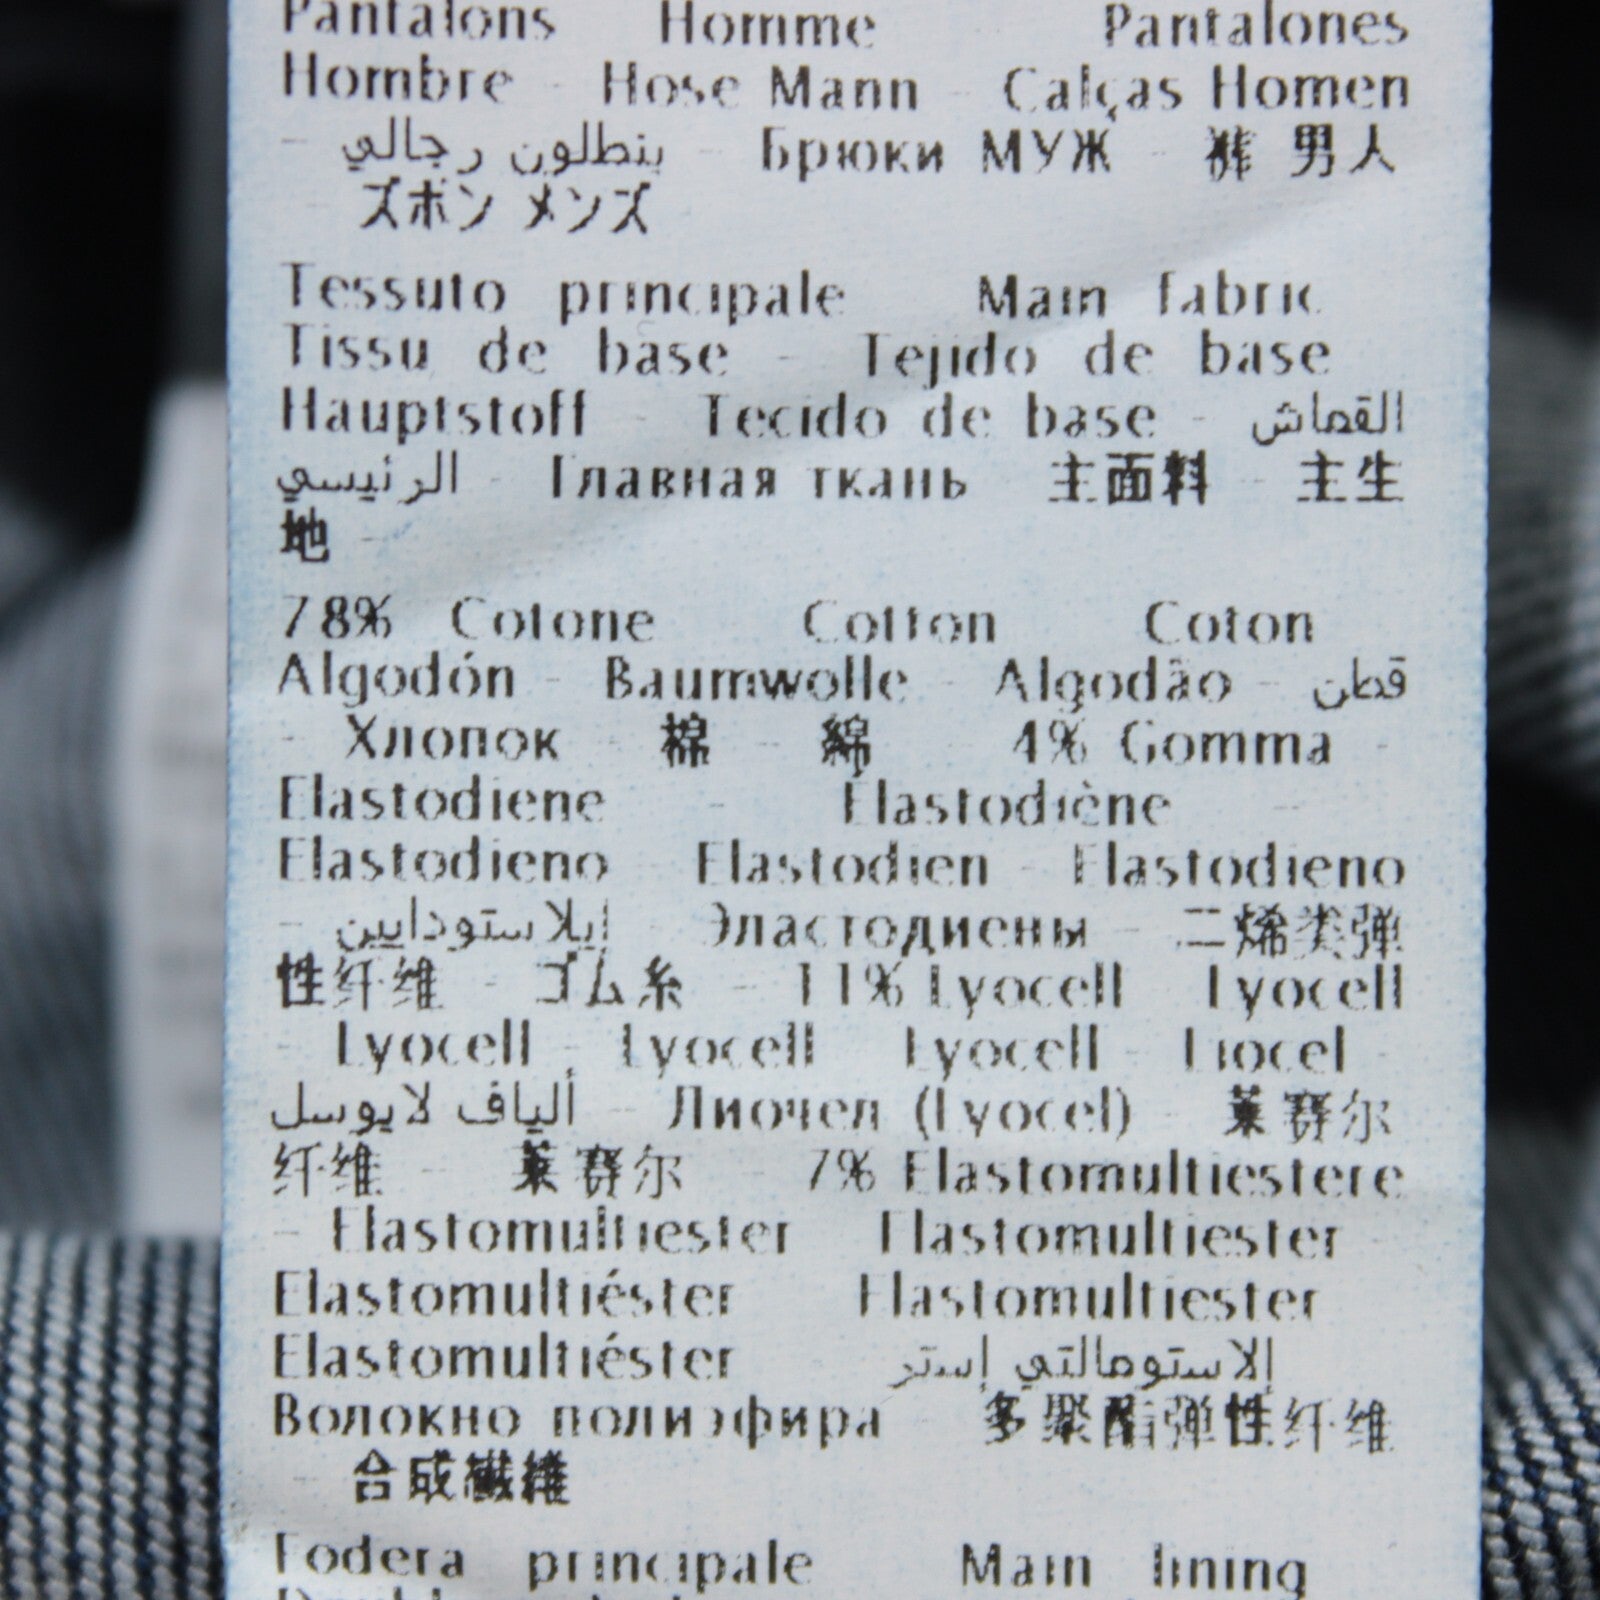 Pantalons Homme Pantalones
Hombre - Hose Mann - Calças Homen
- بنطلون رجالي - Брюки МУЖ - 裤 男人
ズボン メンズ
Tessuto principale Main fabric
Tissu de base - Tejido de base
Hauptstoff - Tecido de base - القماش
الرئيسي - Главная ткань 主面料 - 主生
地 -
78% Cotone Cotton Coton
Algodón - Baumwolle - Algodão - قطن
- Хлопок - 棉 - 綿 4% Gomma -
Elastodiene - Élastodiène
Elastodieno Elastodien - Elastodieno
- إيلاستودايين Эластодиены - 二烯类弹
性纤维 - ゴム糸 - 11% Lyocell Lyocell
- Lyocell - Lyocell Lyocell - Liocel -
ألياف لايوسل - Лиочел (Lyocel) - 莱赛尔
纤维 - 莱赛尔 7% Elastomultiestere
- Elastomultiester Elastomultiester
Elastomultiéster Elastomultiester
Elastomultiéster إلاستومالتي إستر
Волокно полиэфира 多聚酯弹性纤维
- 合成繊維
Fodera principale Main lining